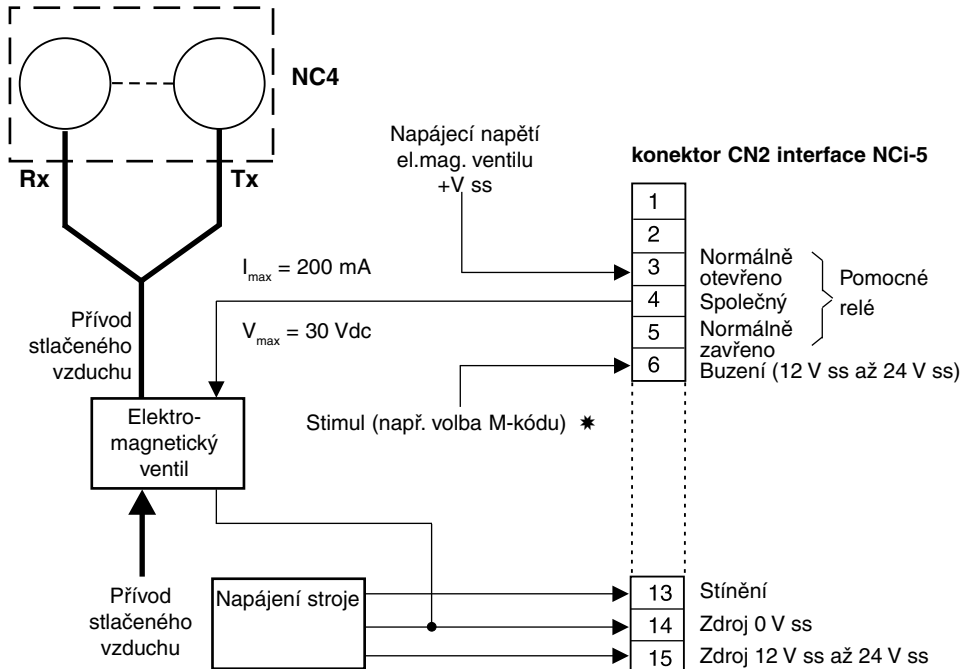 NC4
Rx
Tx
Napájecí napětí
el.mag. ventilu
+V ss
konektor CN2 interface NCi-5
1
2
3
4
5
6
Normálně
otevřeno
Společný
Normálně
zavřeno
Buzení (12 V ss až 24 V ss)
Pomocné
relé
Imax = 200 mA
Vmax = 30 Vdc
Přívod
stlačeného
vzduchu
Elektro-
magnetický
ventil
Stimul (např. volba M-kódu) ✷
Přívod
stlačeného
vzduchu
Napájení stroje
13 Stínění
14 Zdroj 0 V ss
15 Zdroj 12 V ss až 24 V ss